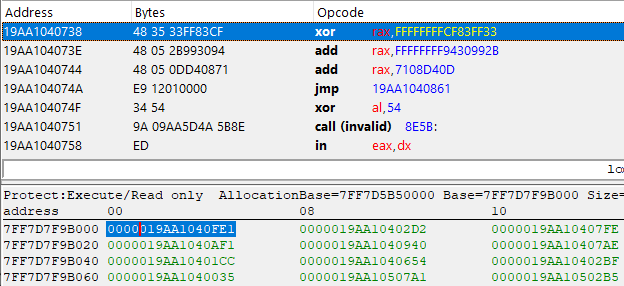 Address Bytes Opcode
19AA1040738 48 35 33FF83CF xor rax,FFFFFFFFCF83FF33
19AA104073E 48 05 2B993094 add rax,FFFFFFFF9430992B
19AA1040744 48 05 0DD40871 add rax,7108D40D
19AA104074A E9 12010000 jmp 19AA1040861
19AA104074F 34 54 xor al,54
19AA1040751 9A 09AA5D4A 5B8E call (invalid) 8E5B:
19AA1040758 ED in eax,dx
Protect:Execute/Read only AllocationBase=7FF7D5B50000 Base=7FF7D7F9B000 Size=
address 00 08 10
7FF7D7F9B000 0000019AA1040FE1 0000019AA10402D2 0000019AA10407FE
7FF7D7F9B020 0000019AA1040AF1 0000019AA1040940 0000019AA10407AE
7FF7D7F9B040 0000019AA10401CC 0000019AA1040654 0000019AA10402BF
7FF7D7F9B060 0000019AA1040035 0000019AA10507A1 0000019AA10502B5